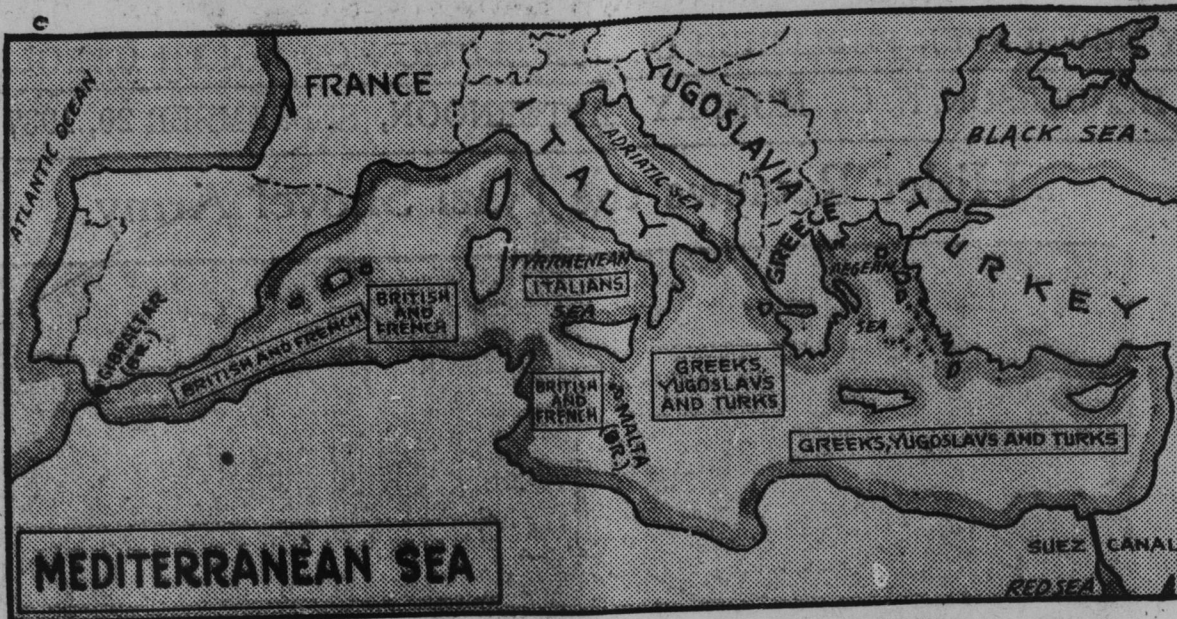 ATLANTIC OCEAN
FRANCE
ITALY
YUGOSLAVIA
ADRIATIC SEA
BLACK SEA
GREECE
TURKEY
AEGEAN
SEA
TYRRHENEAN
ITALIANS
SEA
GIBRALTAR
(BR.)
BRITISH AND FRENCH
BRITISH
AND
FRENCH
BRITISH
AND
FRENCH
MALTA
(BR.)
GREEKS,
YUGOSLAVS
AND TURKS
GREEKS, YUGOSLAVS AND TURKS
MEDITERRANEAN SEA
SUEZ CANAL
RED SEA